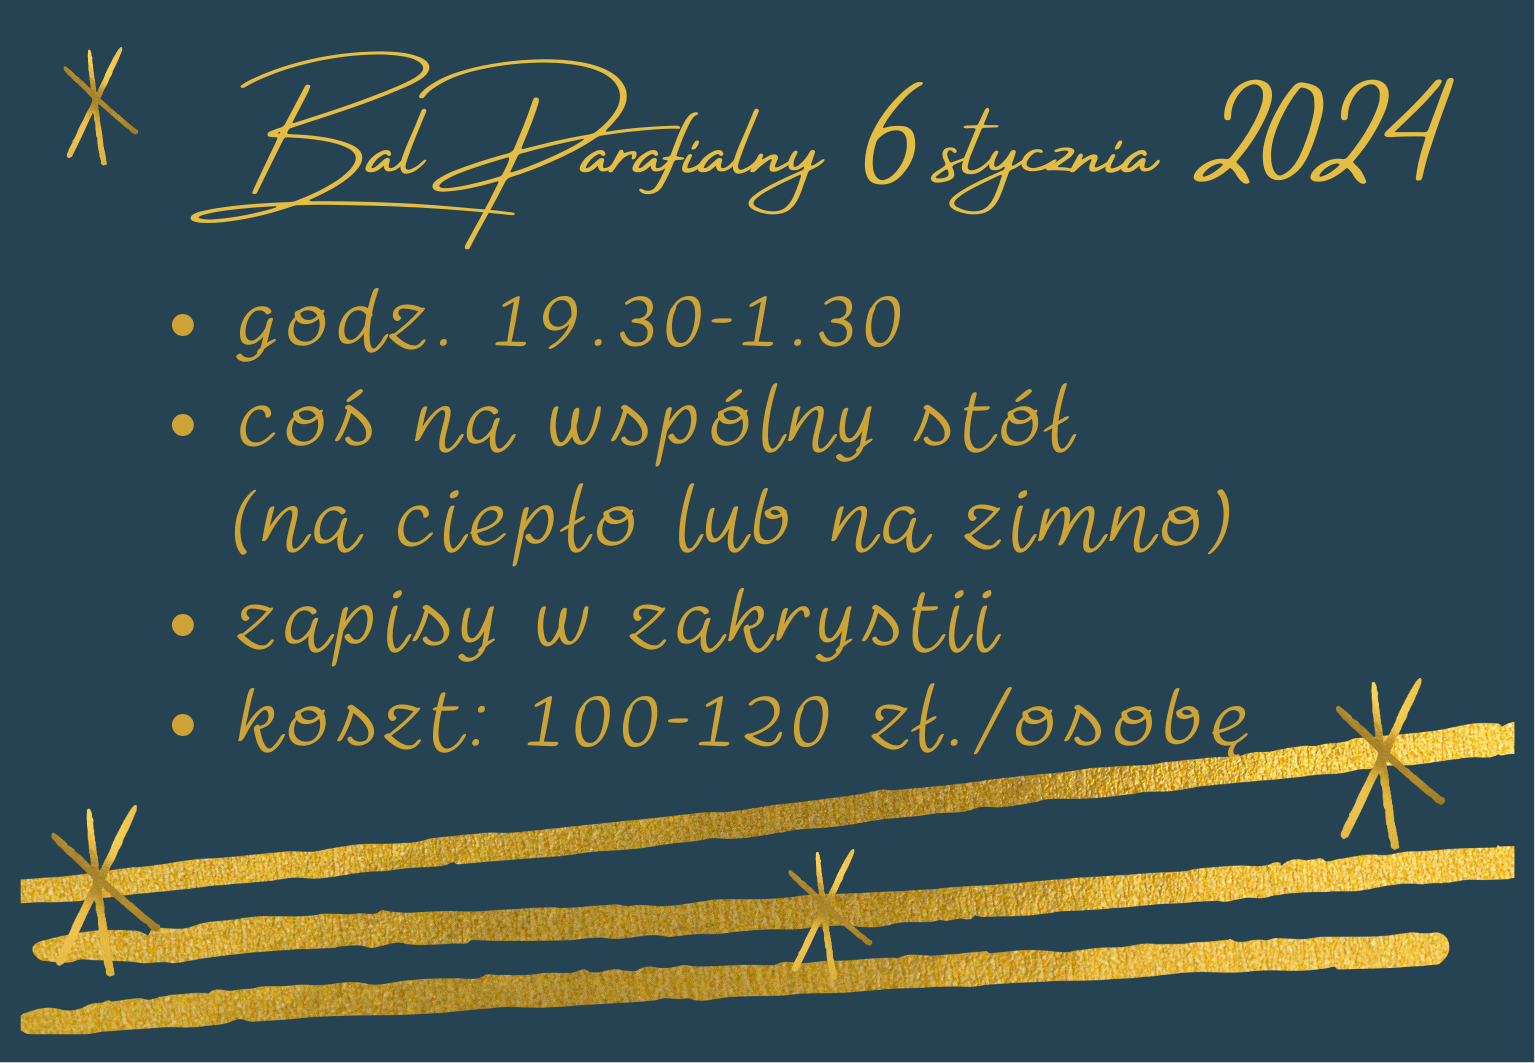 Bal Parafialny 6 stycznia 2024
• godz. 19.30-1.30
• coś na wspólny stół
(na ciepło lub na zimno)
• zapisy w zakrystii
• koszt: 100-120 zł./osobę